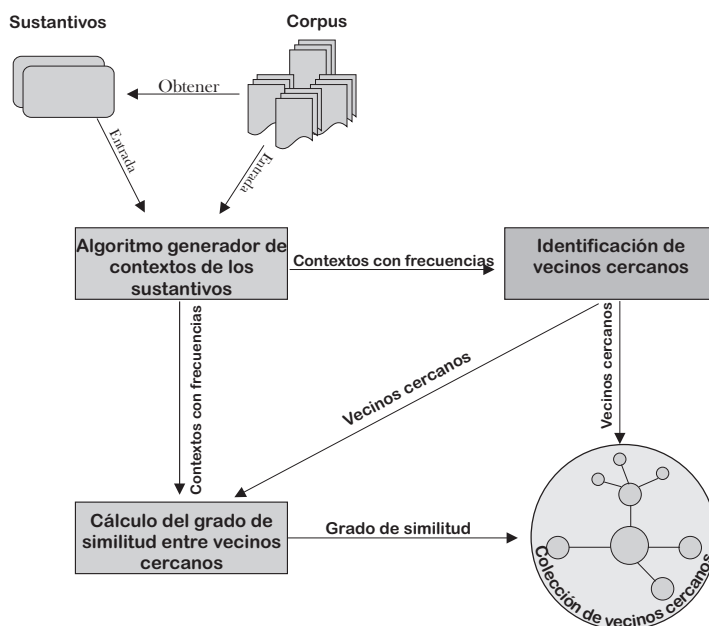 Sustantivos
Corpus
Obtener
Entrada
Entrada
Algoritmo generador de
contextos de los
sustantivos
Contextos con frecuencias
Identificación de
vecinos cercanos
Contextos con frecuencias
Vecinos cercanos
Vecinos cercanos
Cálculo del grado de
similitud entre vecinos
cercanos
Grado de similitud
Colección de vecinos cercanos